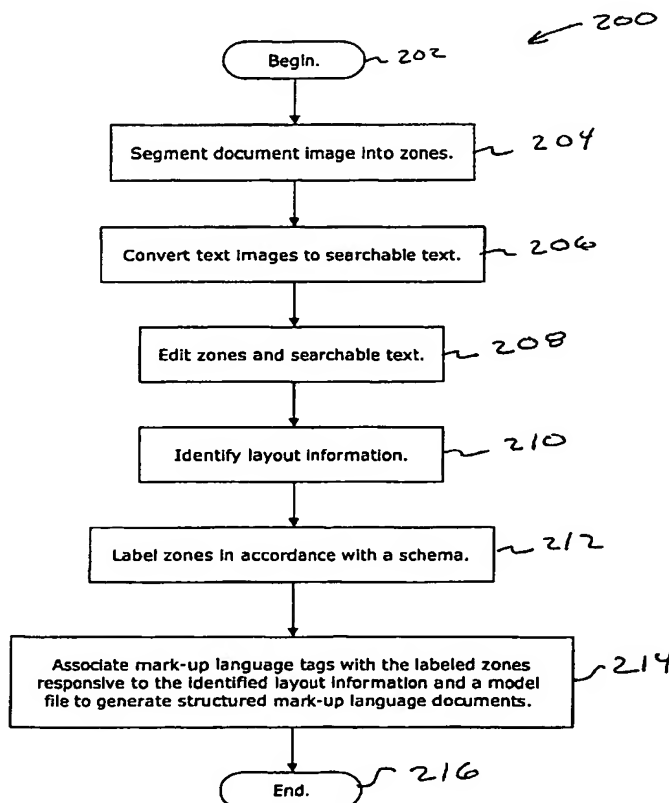 200
Begin. 202
Segment document image into zones. 204
Convert text images to searchable text. 206
Edit zones and searchable text. 208
Identify layout information. 210
Label zones in accordance with a schema. 212
Associate mark-up language tags with the labeled zones
responsive to the identified layout information and a model
file to generate structured mark-up language documents. 214
End. 216